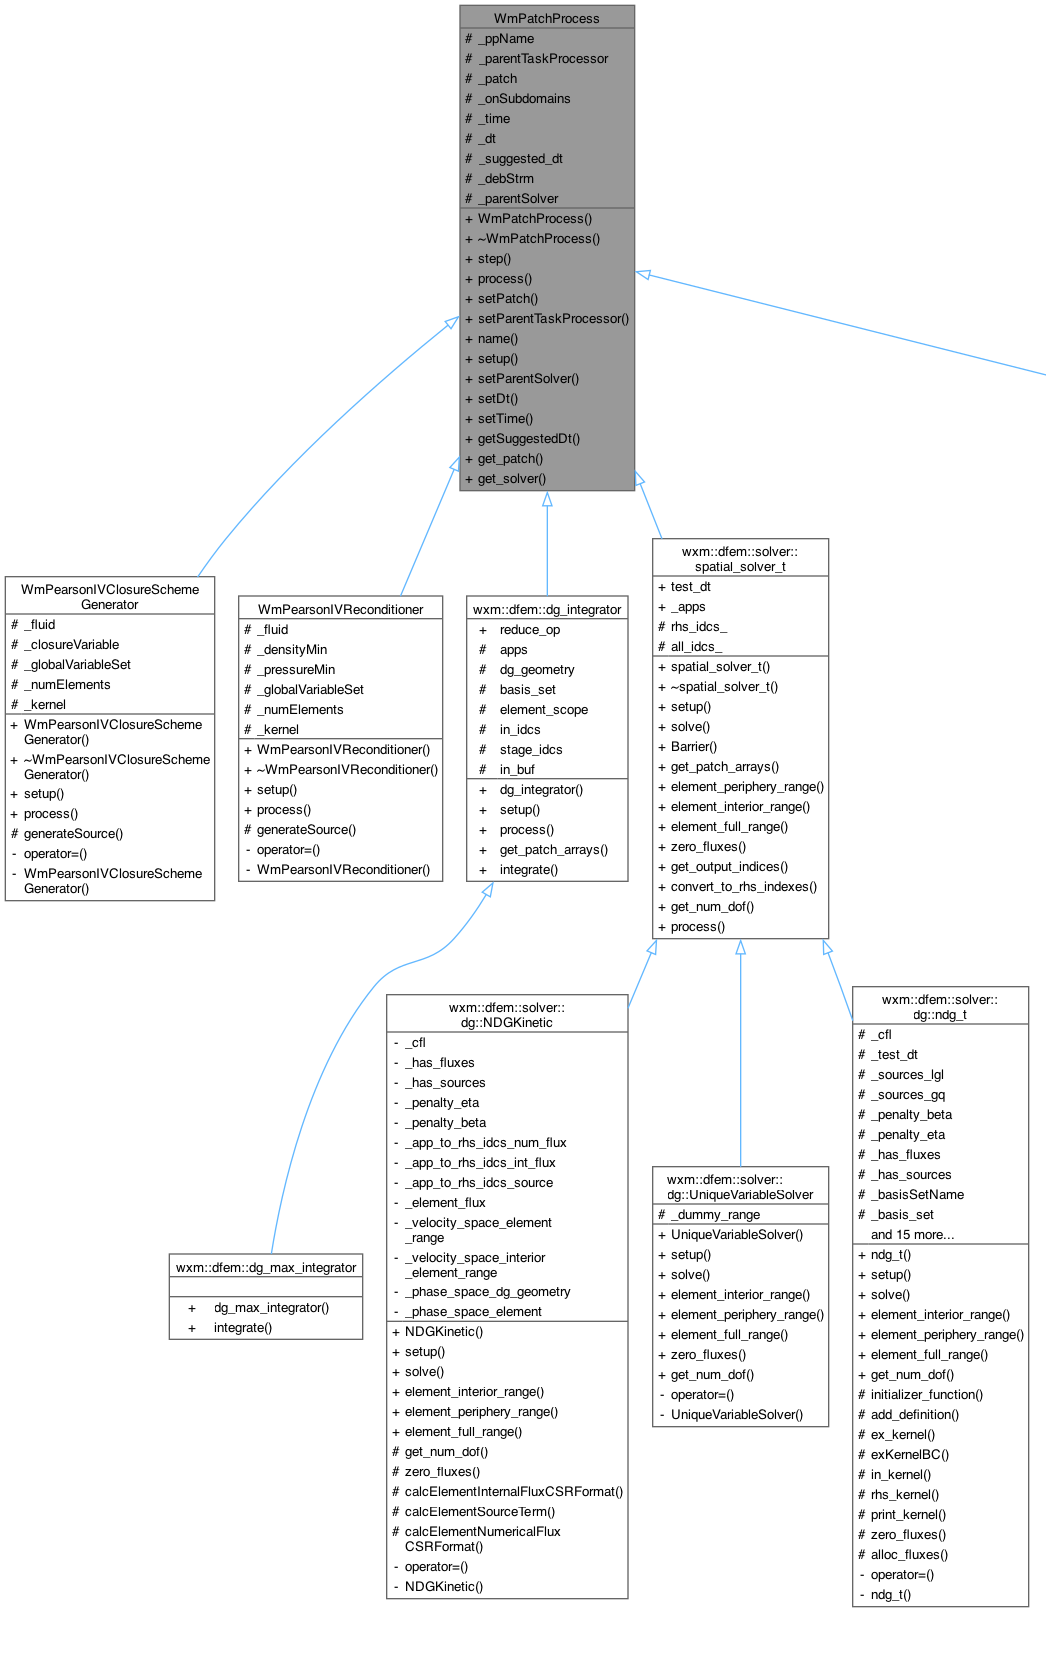 WmPatchProcess
# _ppName
# _parentTaskProcessor
# _patch
# _onSubdomains
# _time
# _dt
# _suggested_dt
# _debStrm
# _parentSolver
+ WmPatchProcess()
+ ~WmPatchProcess()
+ step()
+ process()
+ setPatch()
+ setParentTaskProcessor()
+ name()
+ setup()
+ setParentSolver()
+ setDt()
+ setTime()
+ getSuggestedDt()
+ get_patch()
+ get_solver()
WmPearsonIVClosureScheme
Generator
# _fluid
# _closureVariable
# _globalVariableSet
# _numElements
# _kernel
+ WmPearsonIVClosureScheme
Generator()
+ ~WmPearsonIVClosureScheme
Generator()
+ setup()
+ process()
# generateSource()
- operator=()
- WmPearsonIVClosureScheme
Generator()
WmPearsonIVReconditioner
# _fluid
# _densityMin
# _pressureMin
# _globalVariableSet
# _numElements
# _kernel
+ WmPearsonIVReconditioner()
+ ~WmPearsonIVReconditioner()
+ setup()
+ process()
# generateSource()
- operator=()
- WmPearsonIVReconditioner()
wxm::dfem::dg_integrator
+ reduce_op
# apps
# dg_geometry
# basis_set
# element_scope
# in_idcs
# stage_idcs
# in_buf
+ dg_integrator()
+ setup()
+ process()
+ get_patch_arrays()
+ integrate()
wxm::dfem::solver::
spatial_solver_t
+ test_dt
+ _apps
# rhs_idcs_
# all_idcs_
+ spatial_solver_t()
+ ~spatial_solver_t()
+ setup()
+ solve()
+ Barrier()
+ get_patch_arrays()
+ element_periphery_range()
+ element_interior_range()
+ element_full_range()
+ zero_fluxes()
+ get_output_indices()
+ convert_to_rhs_indexes()
+ get_num_dof()
+ process()
wxm::dfem::dg_max_integrator
+ dg_max_integrator()
+ integrate()
wxm::dfem::solver::
dg::NDGKinetic
- _cfl
- _has_fluxes
- _has_sources
- _penalty_eta
- _penalty_beta
- _app_to_rhs_idcs_num_flux
- _app_to_rhs_idcs_int_flux
- _app_to_rhs_idcs_source
- _element_flux
- _velocity_space_element
_range
- _velocity_space_interior
_element_range
- _phase_space_dg_geometry
- _phase_space_element
+ NDGKinetic()
+ setup()
+ solve()
+ element_interior_range()
+ element_periphery_range()
+ element_full_range()
# get_num_dof()
# zero_fluxes()
# calcElementInternalFluxCSRFormat()
# calcElementSourceTerm()
# calcElementNumericalFlux
CSRFormat()
- operator=()
- NDGKinetic()
wxm::dfem::solver::
dg::UniqueVariableSolver
# _dummy_range
+ UniqueVariableSolver()
+ setup()
+ solve()
+ element_interior_range()
+ element_periphery_range()
+ element_full_range()
+ zero_fluxes()
+ get_num_dof()
- operator=()
- UniqueVariableSolver()
wxm::dfem::solver::
dg::ndg_t
# _cfl
# _test_dt
# _sources_lgl
# _sources_gq
# _penalty_beta
# _penalty_eta
# _has_fluxes
# _has_sources
# _basisSetName
# _basis_set
and 15 more...
+ ndg_t()
+ setup()
+ solve()
+ element_interior_range()
+ element_periphery_range()
+ element_full_range()
+ get_num_dof()
# initializer_function()
# add_definition()
# ex_kernel()
# exKernelBC()
# in_kernel()
# rhs_kernel()
# print_kernel()
# zero_fluxes()
# alloc_fluxes()
- operator=()
- ndg_t()